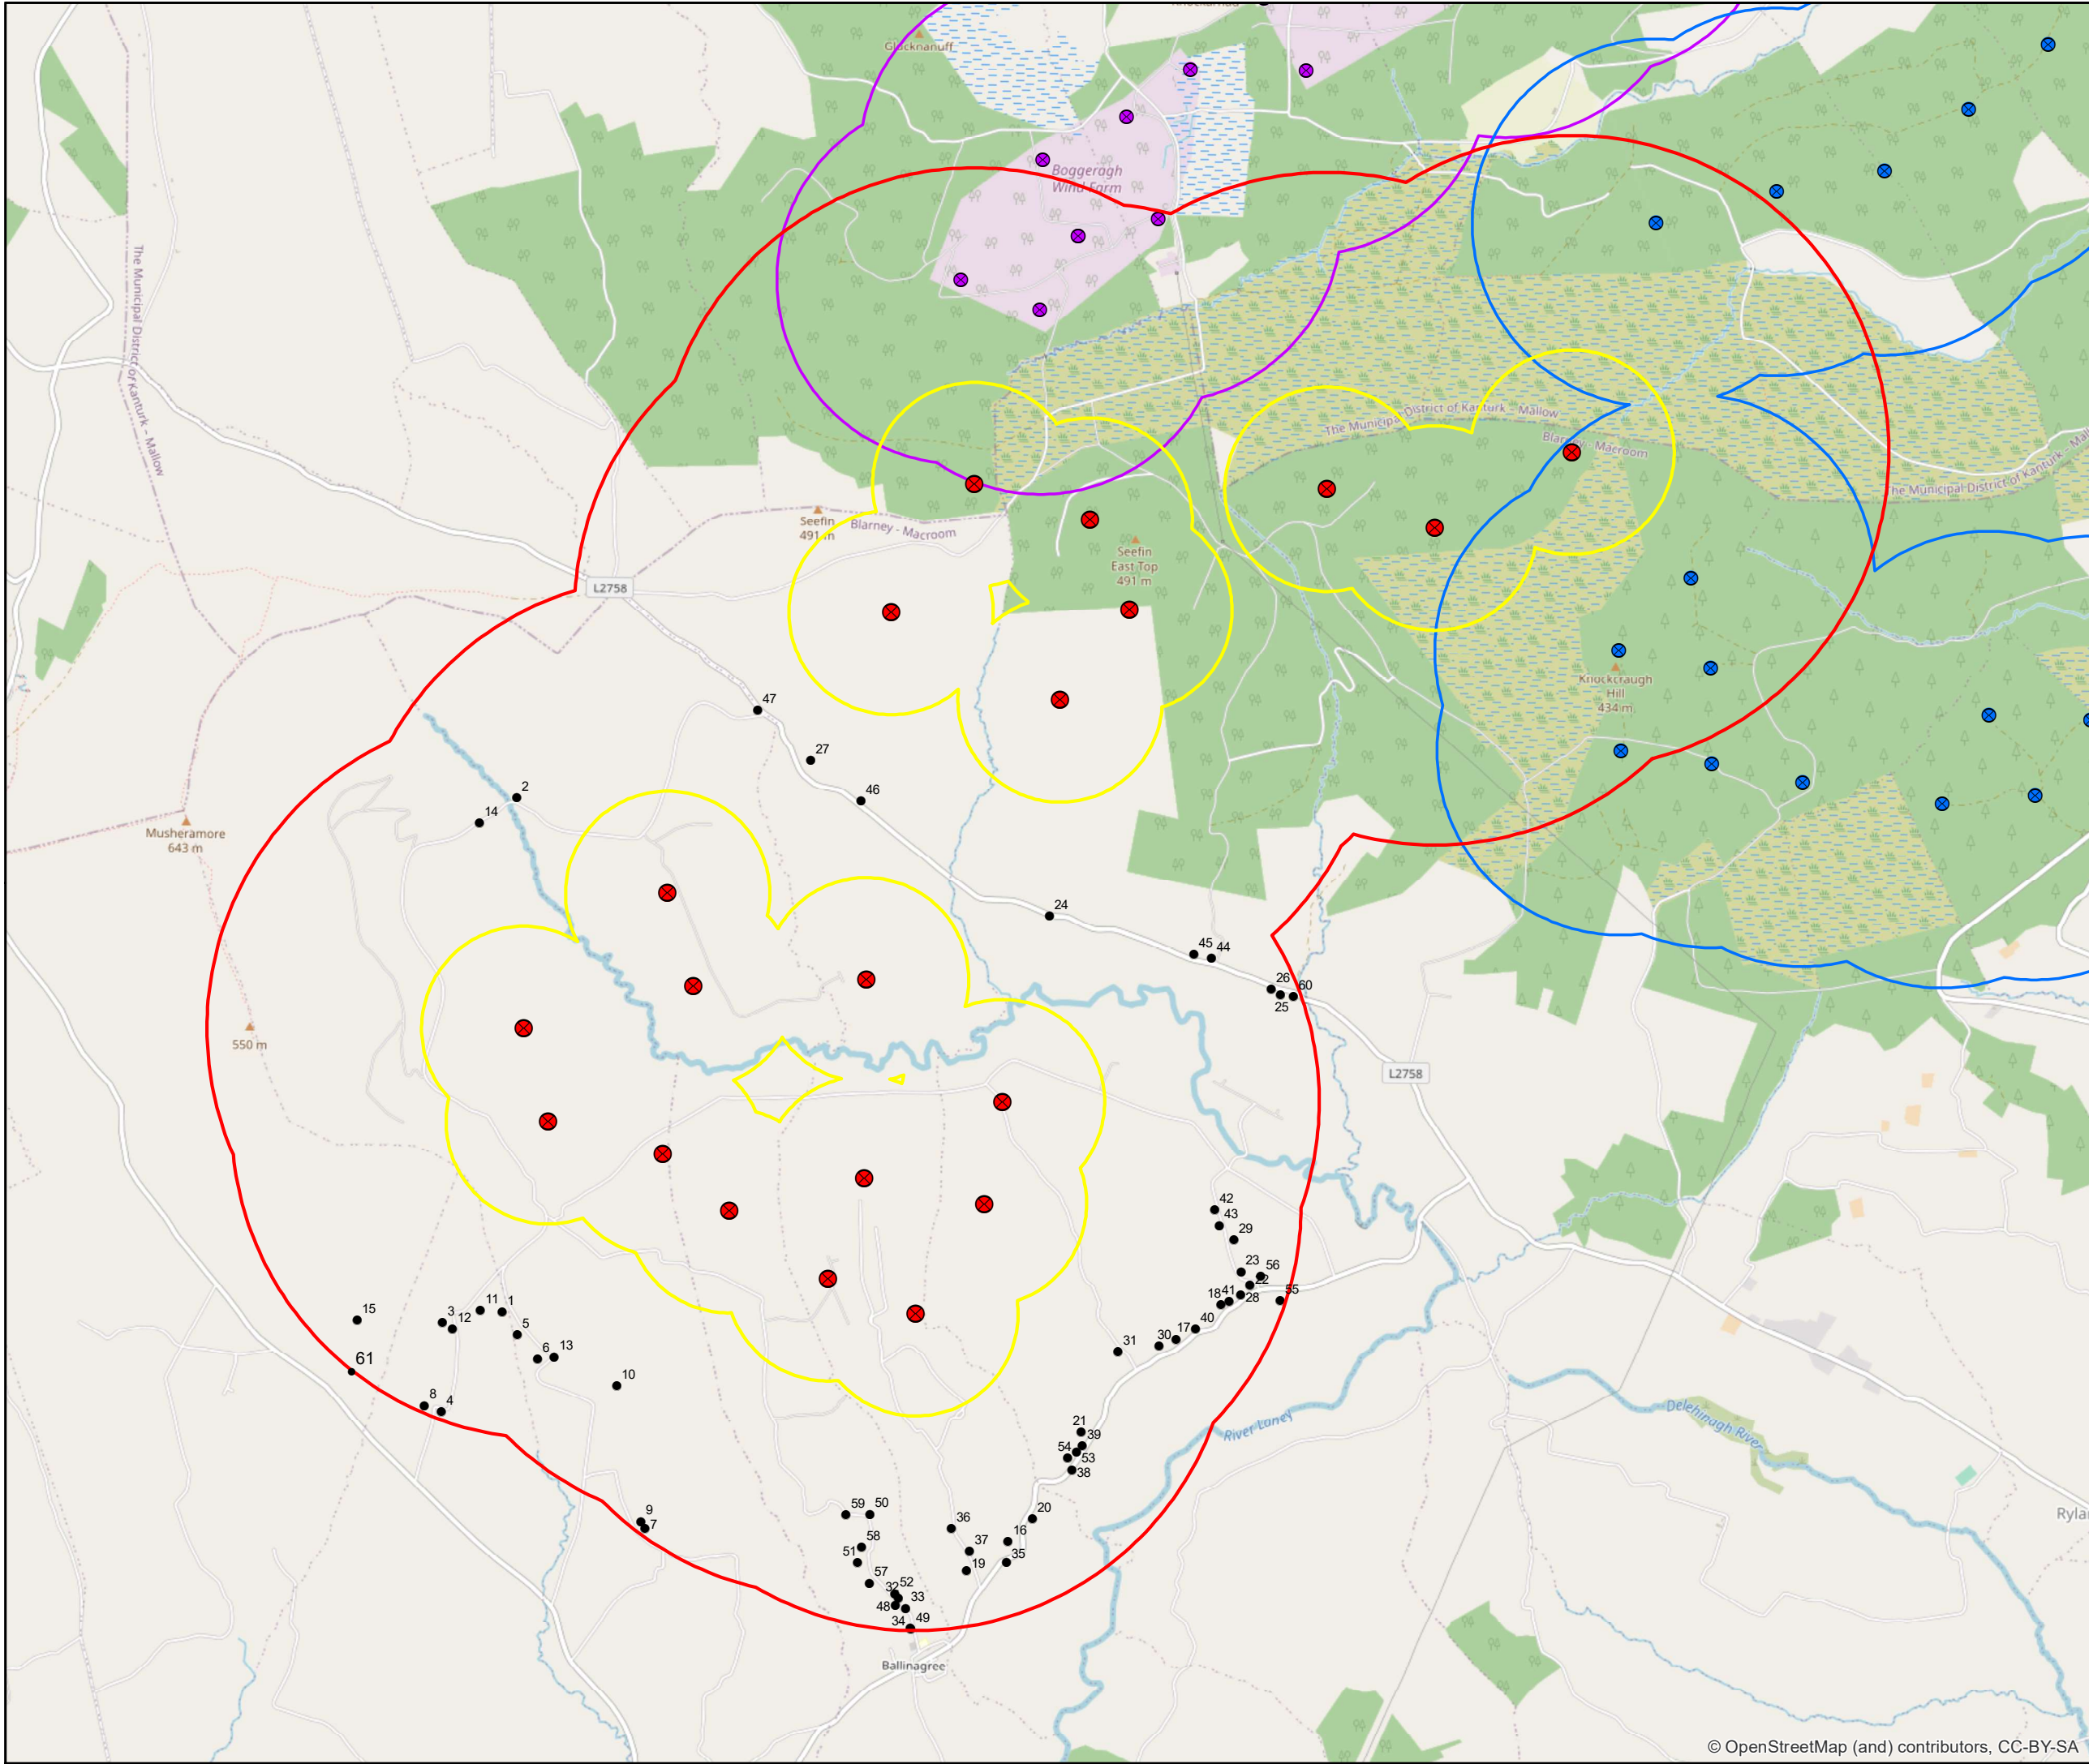 Glacknanuff
Boggeragh
Wind Farm
The Municipal District of Kanturk - Mallow
The Municipal District of Kanturk - Mallow
Blarney - Macroom
The Municipal District of Kanturk - Mall
Seefin
491 m
Blarney - Macroom
Seefin
East Top
491 m
L2758
Knockcraugh
Hill
434 m
47
27
46
2
14
Musheramore
643 m
24
45
44
26
60
25
550 m
L2758
42
43
29
23
56
22
18
41
28
55
15
3
12
11
1
5
6
13
40
17
30
31
61
10
8
4
21
39
54
53
38
River Laney
Delehinagh River
9
7
59
50
36
20
58
37
16
51
35
19
57
52
32
33
48
34
49
Ballinagree
Ryla
© OpenStreetMap (and) contributors, CC-BY-SA